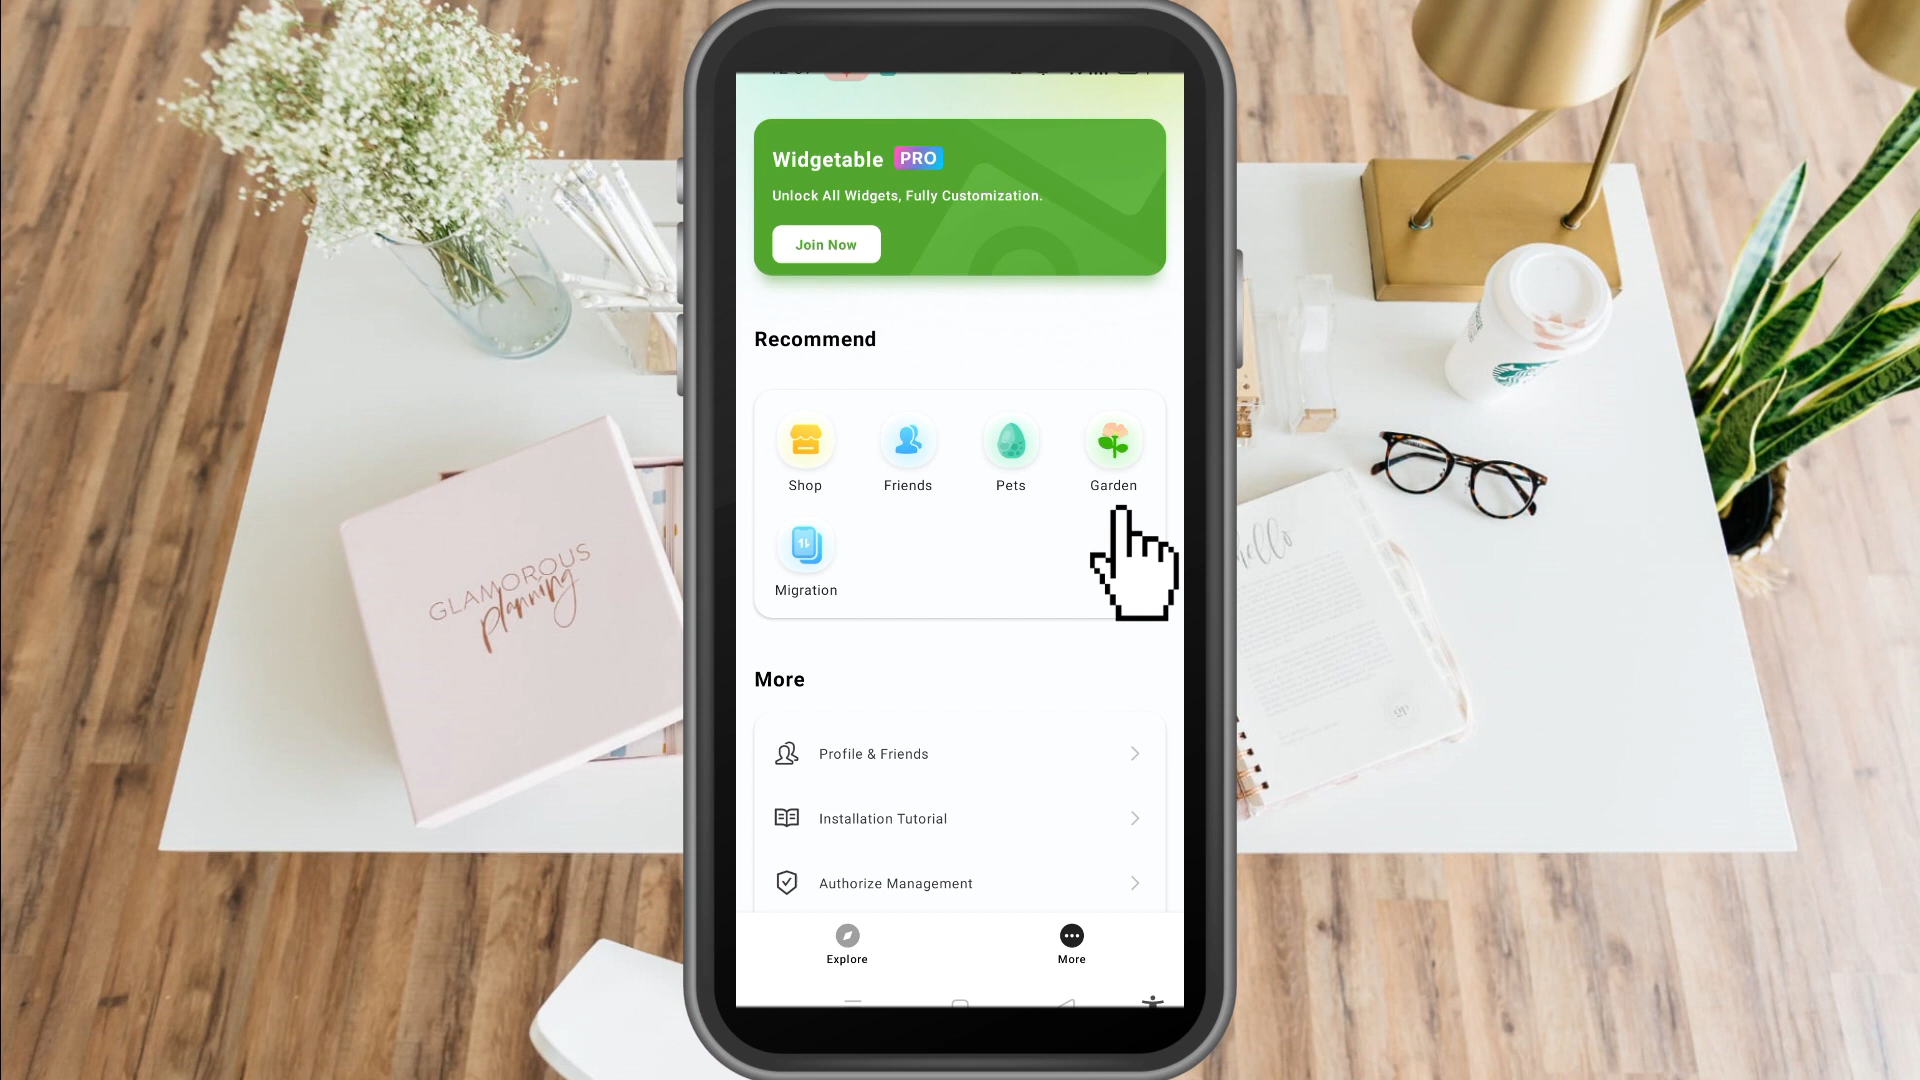 Widgetable PRO
Unlock All Widgets, Fully Customization.
Join Now
Recommend
Shop
Friends
Pets
Garden
Migration
More
Profile & Friends
Installation Tutorial
Authorize Management
Explore
More
GLAMOROUS
planning
hello